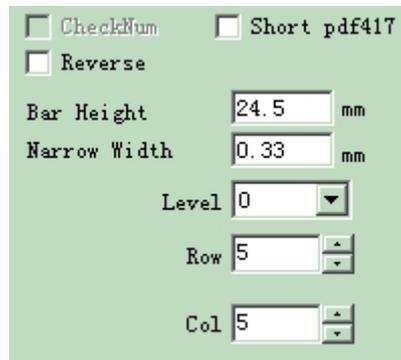 CheckNum Short pdf417
Reverse
Bar Height 24.5 mm
Narrow Width 0.33 mm
Level 0
Row 5
Col 5